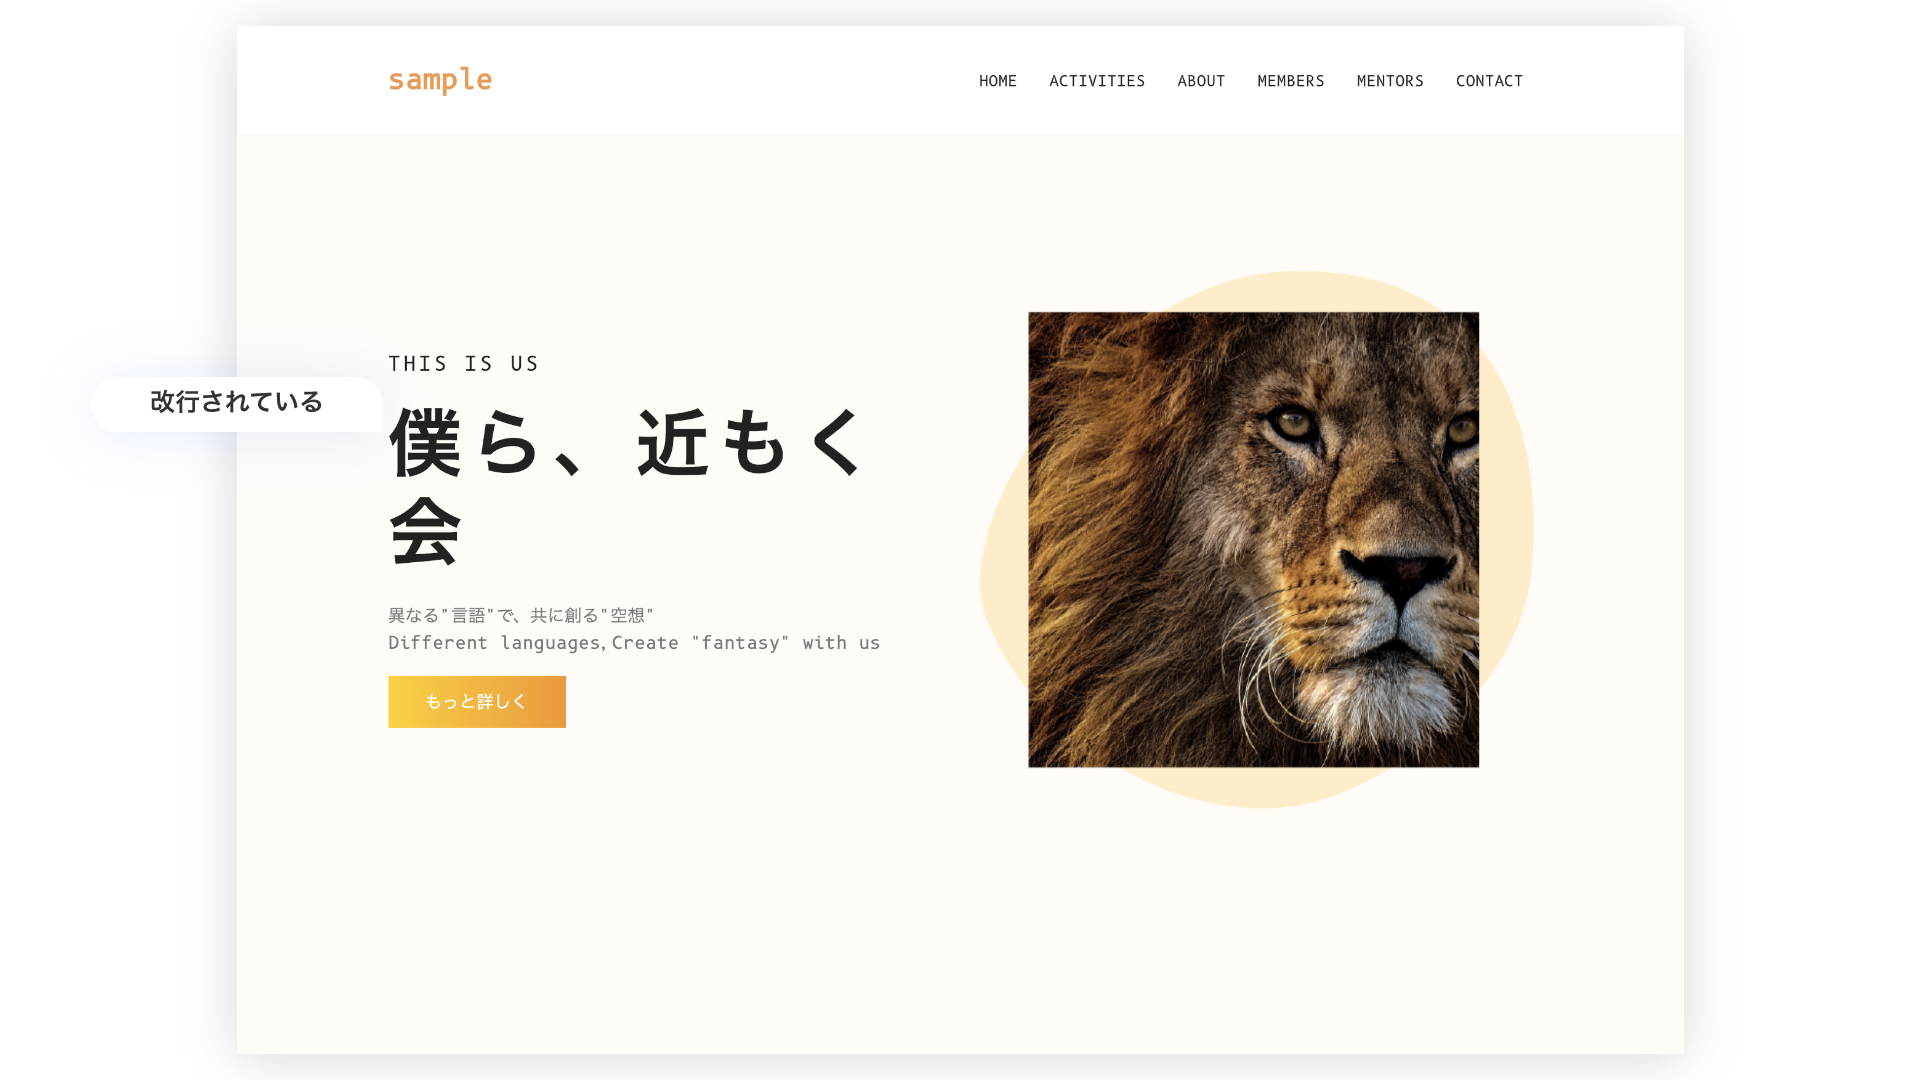 sample
HOME ACTIVITIES ABOUT MEMBERS MENTORS CONTACT
THIS IS US
改行されている
僕ら、近もく
会
異なる"言語"で、共に創る"空想"
Different languages, Create "fantasy" with us
もっと詳しく